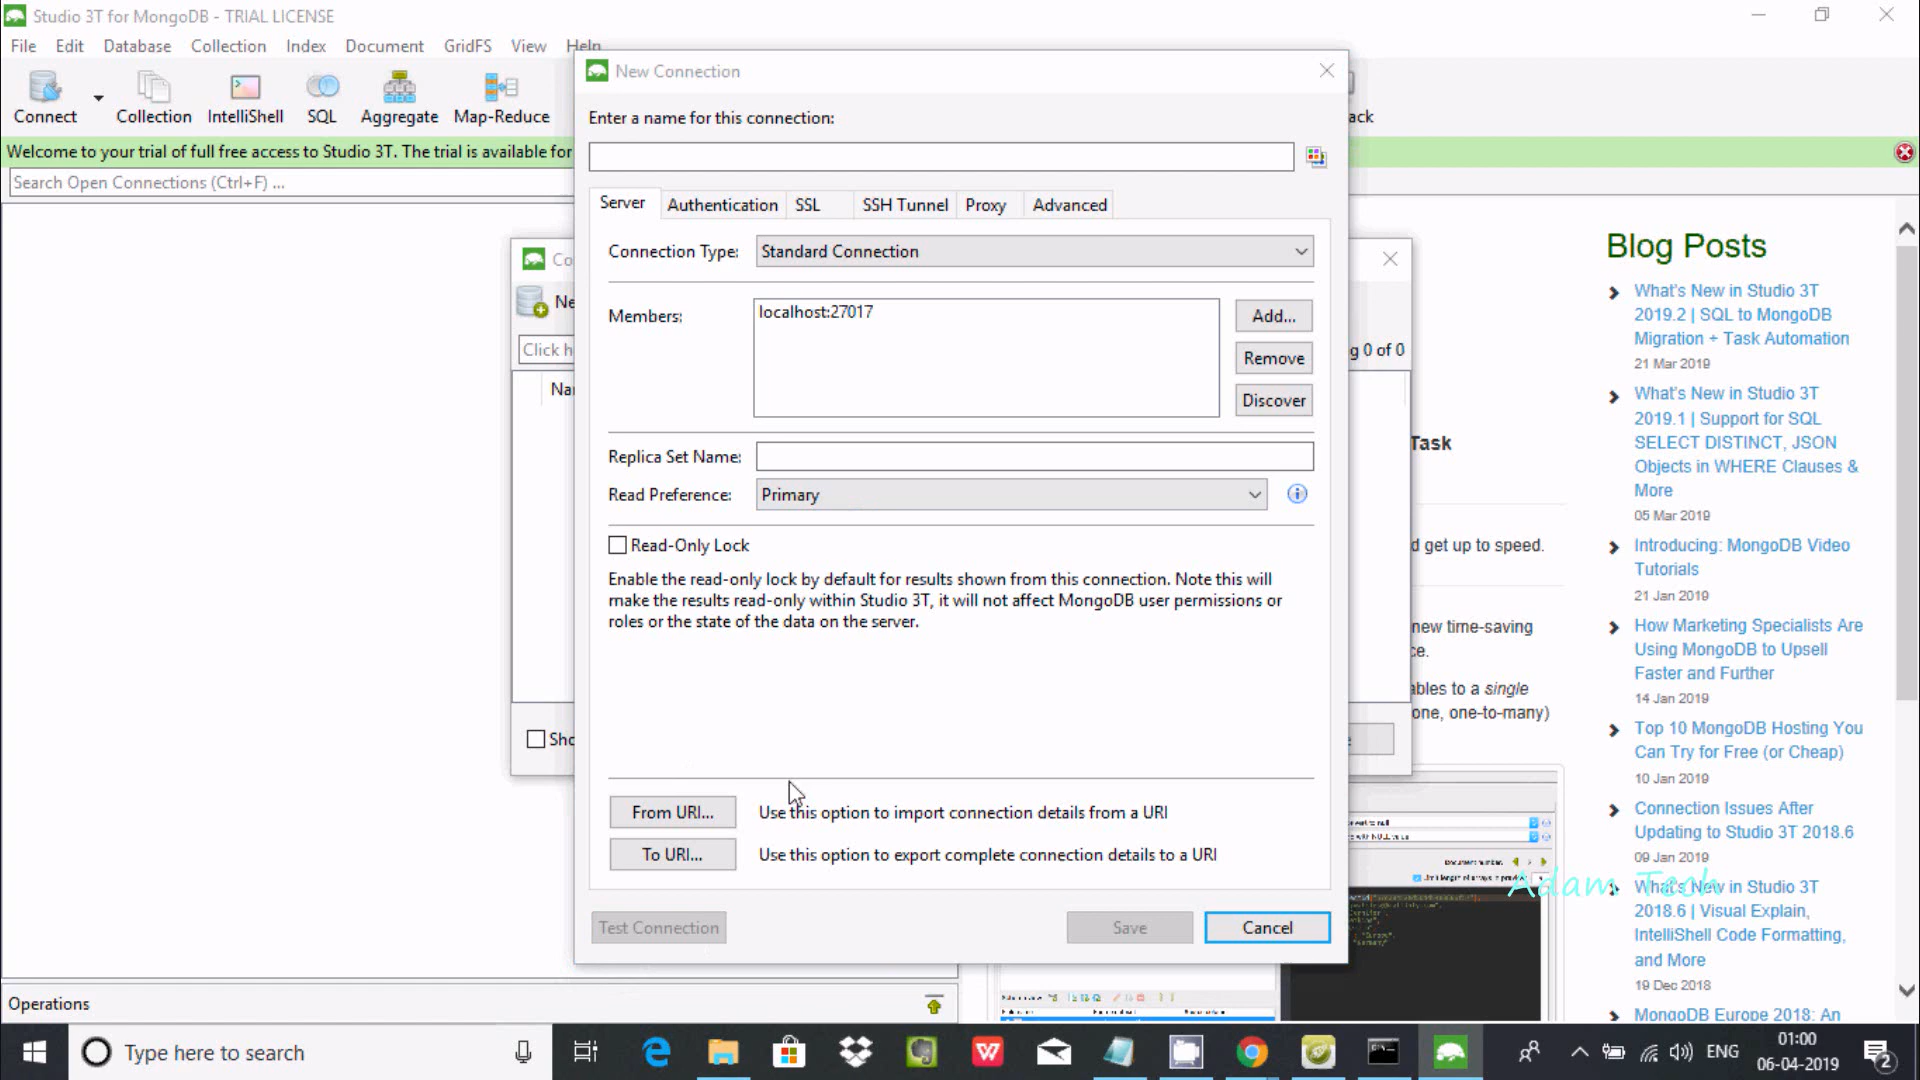 Studio 3T for MongoDB - TRIAL LICENSE
File Edit Database Collection Index Document GridFS View Help
Connect Collection IntelliShell SQL Aggregate Map-Reduce ack
Welcome to your trial of full free access to Studio 3T. The trial is available for
Search Open Connections (Ctrl+F) ...
New Connection
Enter a name for this connection:
Server Authentication SSL SSH Tunnel Proxy Advanced
Connection Type: Standard Connection
Members: localhost:27017
Add...
Remove
Discover
Replica Set Name:
Read Preference: Primary
Read-Only Lock
Enable the read-only lock by default for results shown from this connection. Note this will
make the results read-only within Studio 3T, it will not affect MongoDB user permissions or
roles or the state of the data on the server.
From URI... Use this option to import connection details from a URI
To URI... Use this option to export complete connection details to a URI
Test Connection Save Cancel
Co
Ne
Click h
g 0 of 0
Nar
Sho
Task
d get up to speed.
new time-saving
ce.
ables to a single
one, one-to-many)
Blog Posts
What's New in Studio 3T
2019.2 | SQL to MongoDB
Migration + Task Automation
21 Mar 2019
What's New in Studio 3T
2019.1 | Support for SQL
SELECT DISTINCT, JSON
Objects in WHERE Clauses &
More
05 Mar 2019
Introducing: MongoDB Video
Tutorials
21 Jan 2019
How Marketing Specialists Are
Using MongoDB to Upsell
Faster and Further
14 Jan 2019
Top 10 MongoDB Hosting You
Can Try for Free (or Cheap)
10 Jan 2019
Connection Issues After
Updating to Studio 3T 2018.6
09 Jan 2019
What's New in Studio 3T
2018.6 | Visual Explain,
IntelliShell Code Formatting,
and More
19 Dec 2018
MongoDB Europe 2018: An
Adam Tech
Operations
Type here to search
ENG
01:00
06-04-2019
2